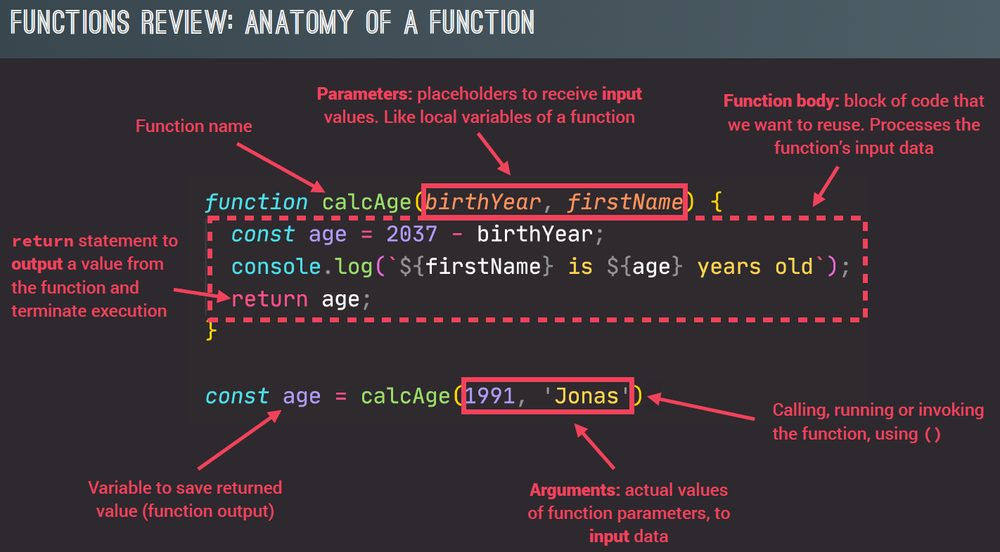 FUNCTIONS REVIEW: ANATOMY OF A FUNCTION
Parameters: placeholders to receive input
values. Like local variables of a function
Function body: block of code that
we want to reuse. Processes the
function’s input data
Function name
function calcAge(birthYear, firstName) {
const age = 2037 - birthYear;
console.log(`${firstName} is ${age} years old`);
return age;
}
return statement to
output a value from
the function and
terminate execution
const age = calcAge(1991, 'Jonas')
Calling, running or invoking
the function, using ()
Variable to save returned
value (function output)
Arguments: actual values
of function parameters, to
input data